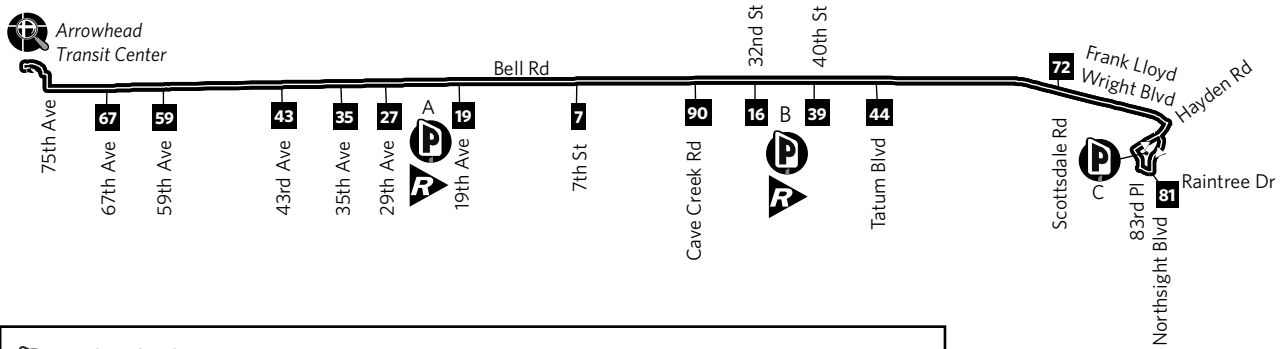 Arrowhead
Transit Center
75th Ave
67
67th Ave
59
59th Ave
43
43rd Ave
35
35th Ave
27
29th Ave
A
P
R
19
19th Ave
Bell Rd
7
7th St
90
Cave Creek Rd
32nd St
16
B
P
R
40th St
39
44
Tatum Blvd
72
Scottsdale Rd
Frank Lloyd
Wright Blvd
Hayden Rd
P
C
83rd Pl
81
Northsight Blvd
Raintree Dr